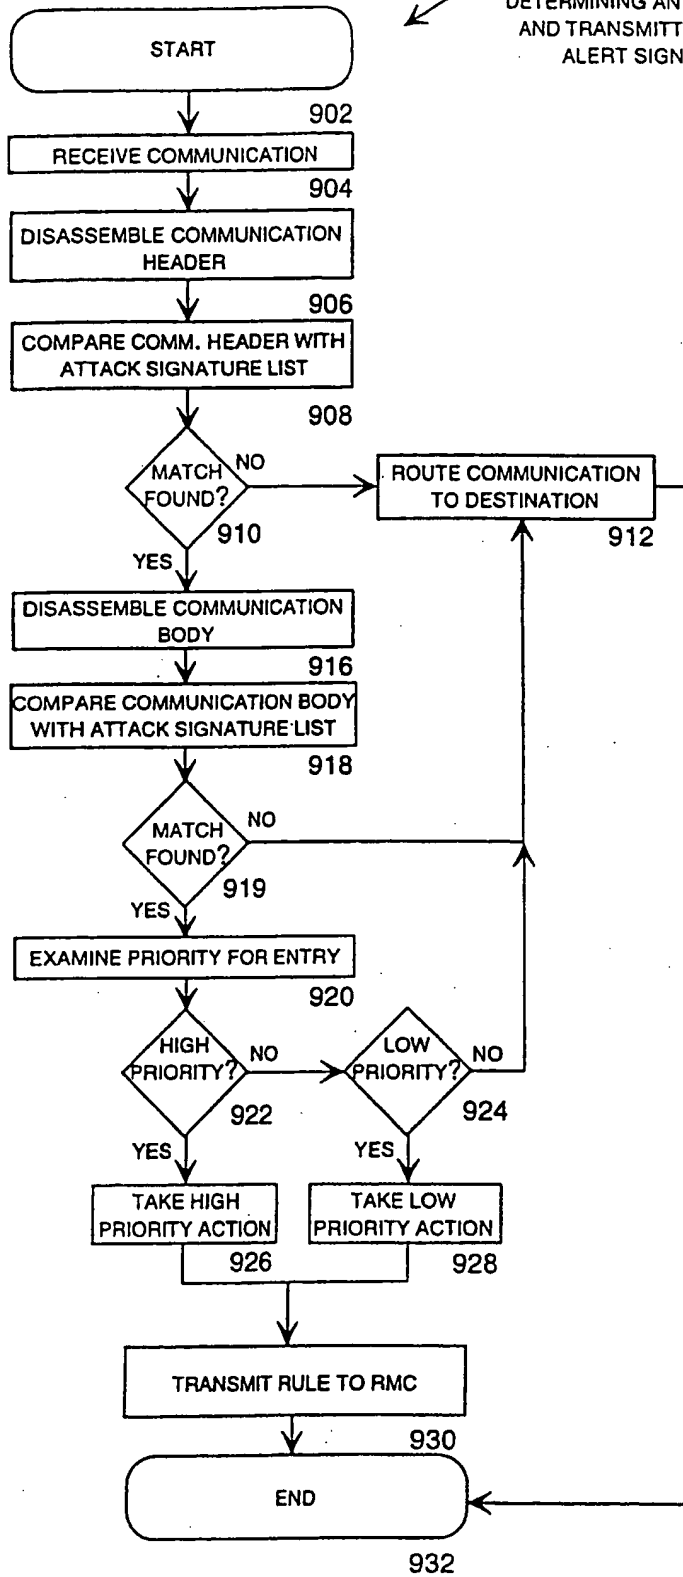 DETERMINING AN
AND TRANSMITT
ALERT SIGN
START
902
RECEIVE COMMUNICATION
904
DISASSEMBLE COMMUNICATION
HEADER
906
COMPARE COMM. HEADER WITH
ATTACK SIGNATURE LIST
908
MATCH
FOUND?
NO
910
YES
ROUTE COMMUNICATION
TO DESTINATION
912
DISASSEMBLE COMMUNICATION
BODY
916
COMPARE COMMUNICATION BODY
WITH ATTACK SIGNATURE LIST
918
MATCH
FOUND?
NO
919
YES
EXAMINE PRIORITY FOR ENTRY
920
HIGH
PRIORITY?
NO
922
YES
LOW
PRIORITY?
NO
924
YES
TAKE HIGH
PRIORITY ACTION
926
TAKE LOW
PRIORITY ACTION
928
TRANSMIT RULE TO RMC
930
END
932